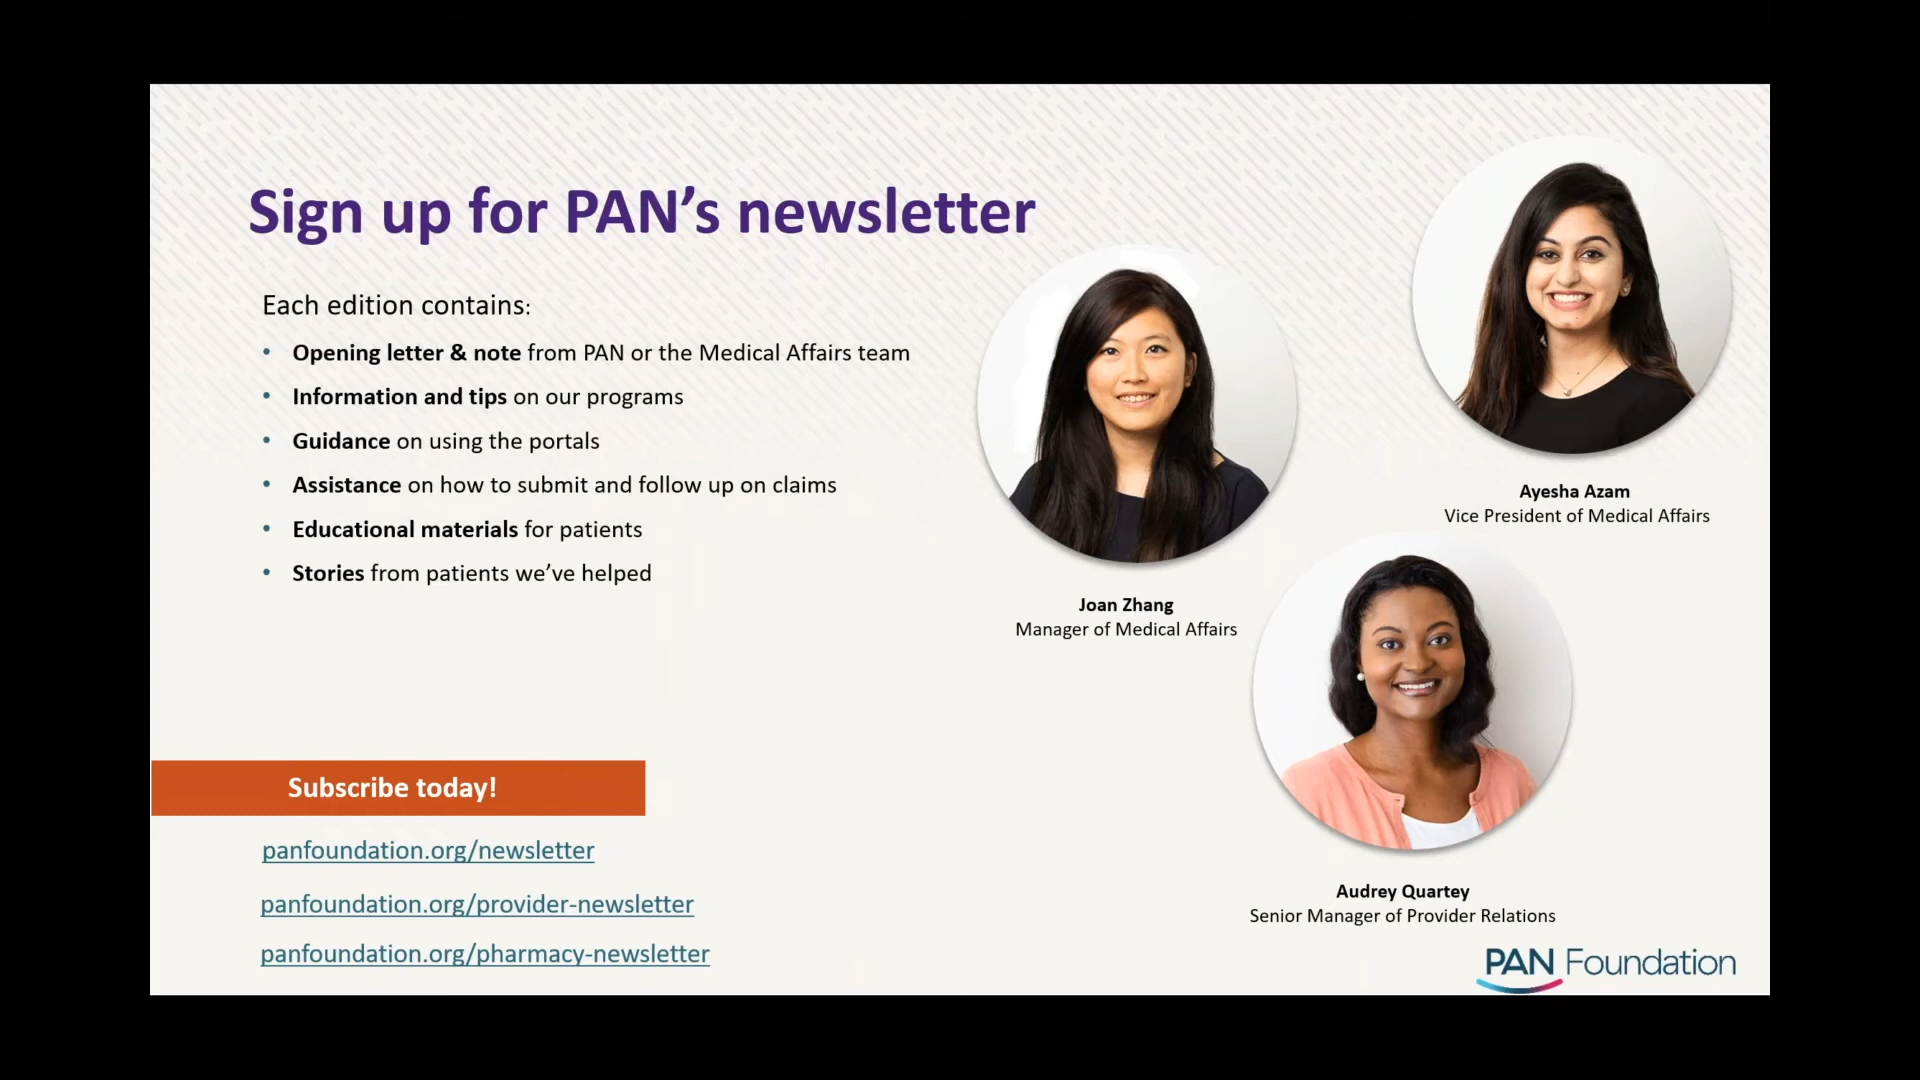 Sign up for PAN’s newsletter
Each edition contains:
• Opening letter & note from PAN or the Medical Affairs team
• Information and tips on our programs
• Guidance on using the portals
• Assistance on how to submit and follow up on claims
• Educational materials for patients
• Stories from patients we’ve helped
Subscribe today!
panfoundation.org/newsletter
panfoundation.org/provider-newsletter
panfoundation.org/pharmacy-newsletter
Joan Zhang
Manager of Medical Affairs
Ayesha Azam
Vice President of Medical Affairs
Audrey Quartey
Senior Manager of Provider Relations
PAN Foundation